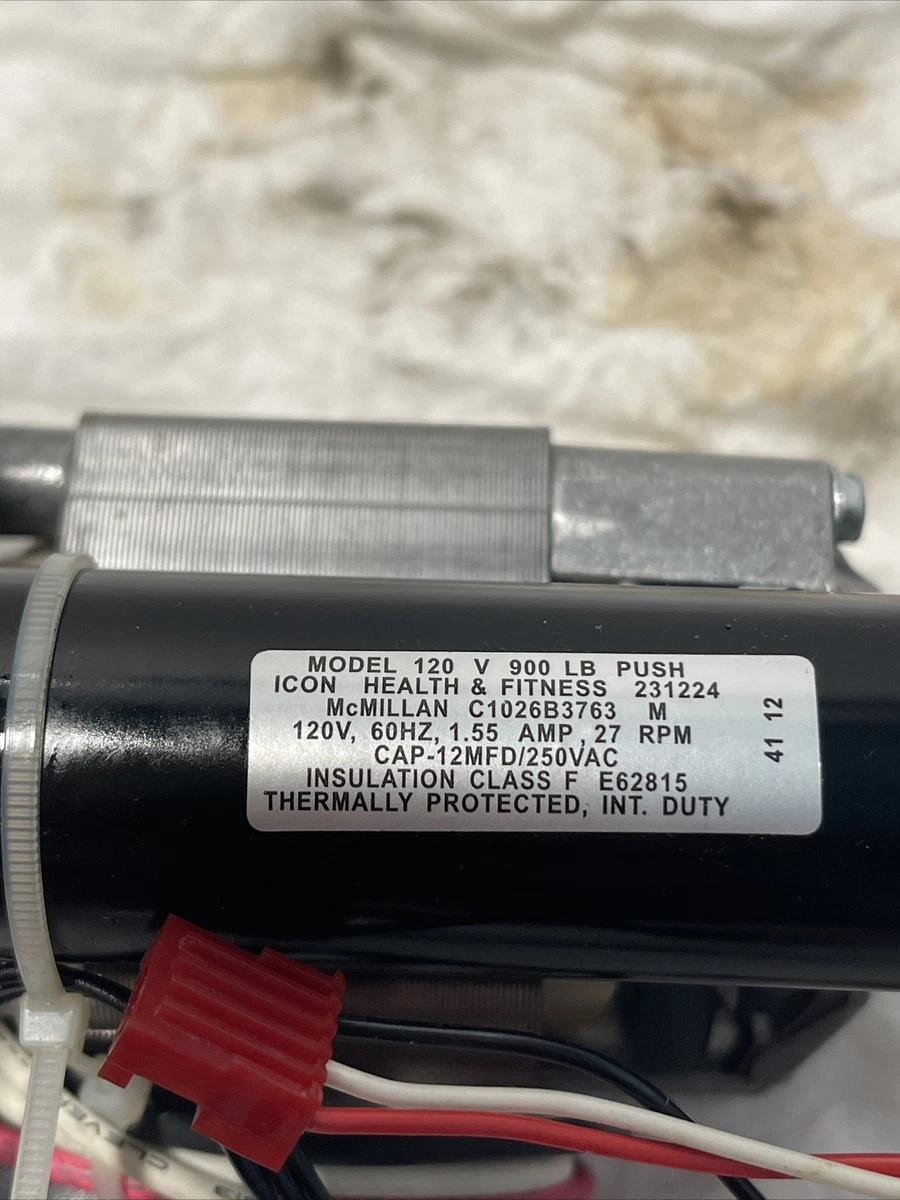 MODEL 120 V 900 LB PUSH
ICON HEALTH & FITNESS 231224
McMILLAN C1026B3763 M
120V, 60HZ, 1.55 AMP, 27 RPM
CAP-12MFD/250VAC
INSULATION CLASS F E62815
THERMALLY PROTECTED, INT. DUTY
41 12